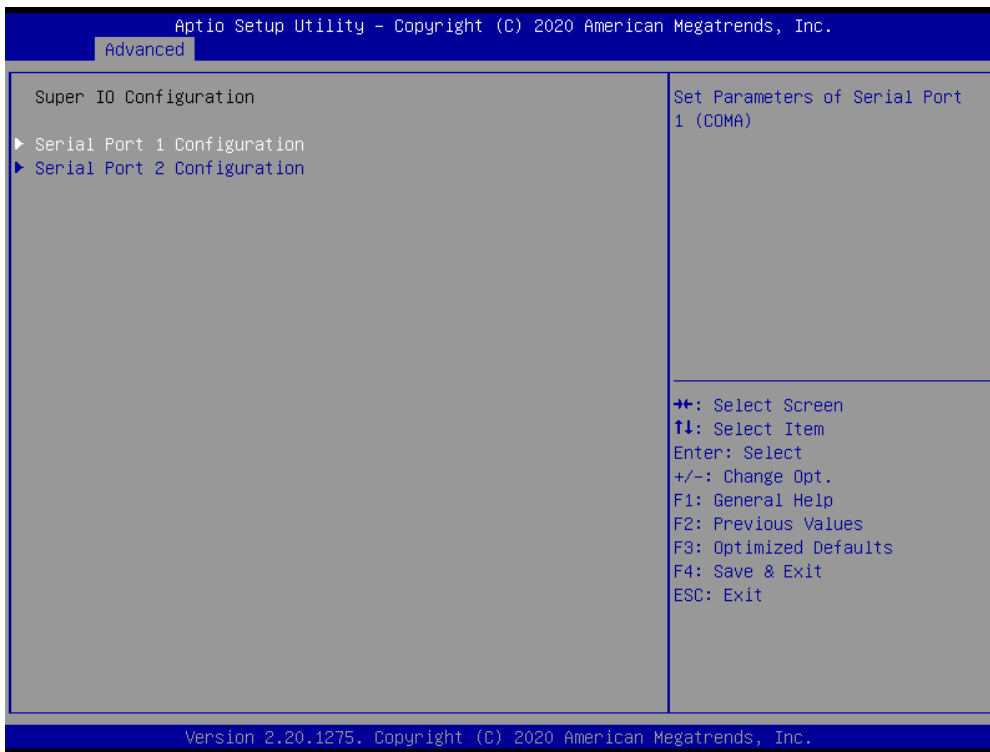 Aptio Setup Utility – Copyright (C) 2020 American Megatrends, Inc.
Advanced
Super IO Configuration
▶ Serial Port 1 Configuration
▶ Serial Port 2 Configuration
Set Parameters of Serial Port
1 (COMA)
→←: Select Screen
↑↓: Select Item
Enter: Select
+/-: Change Opt.
F1: General Help
F2: Previous Values
F3: Optimized Defaults
F4: Save & Exit
ESC: Exit
Version 2.20.1275. Copyright (C) 2020 American Megatrends, Inc.